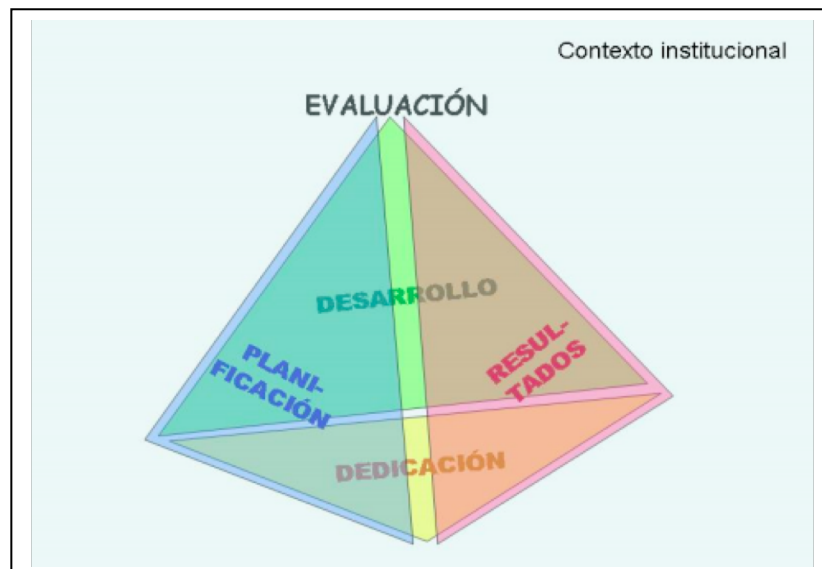 Contexto institucional
EVALUACIÓN
DESARROLLO
PLANI-
FICACIÓN
RESUL-
TADOS
DEDICACIÓN